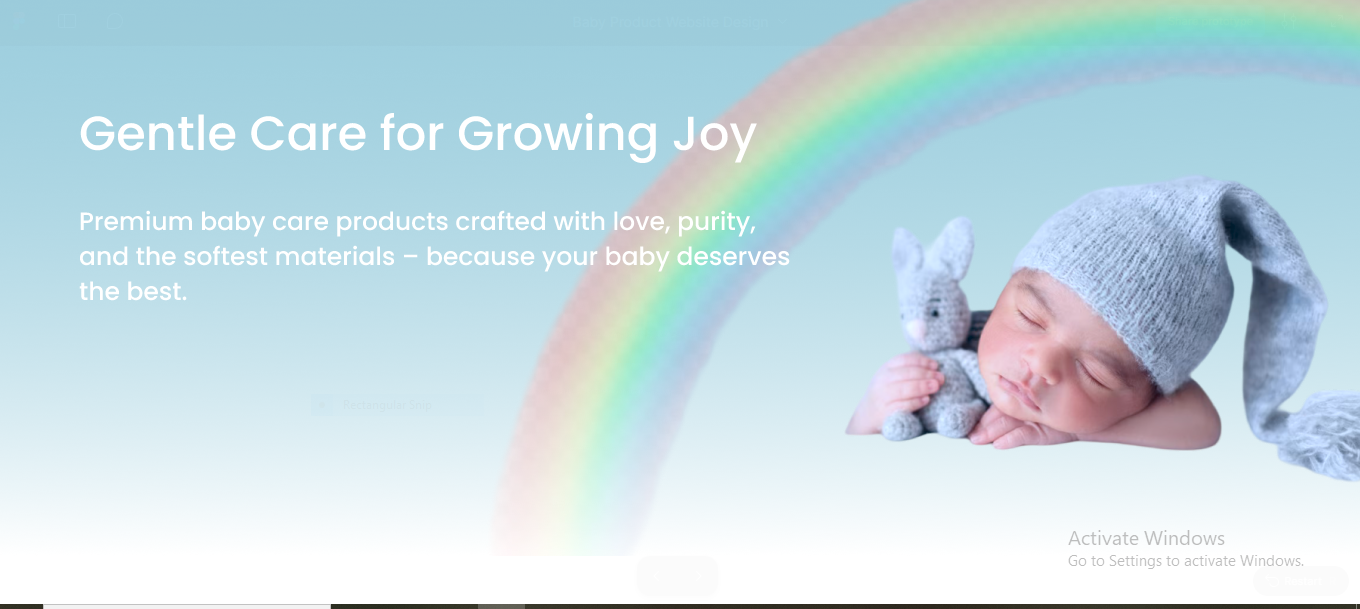 Gentle Care for Growing Joy
Premium baby care products crafted with love, purity,
and the softest materials – because your baby deserves
the best.
Rectangular Snip
Activate Windows
Go to Settings to activate Windows.